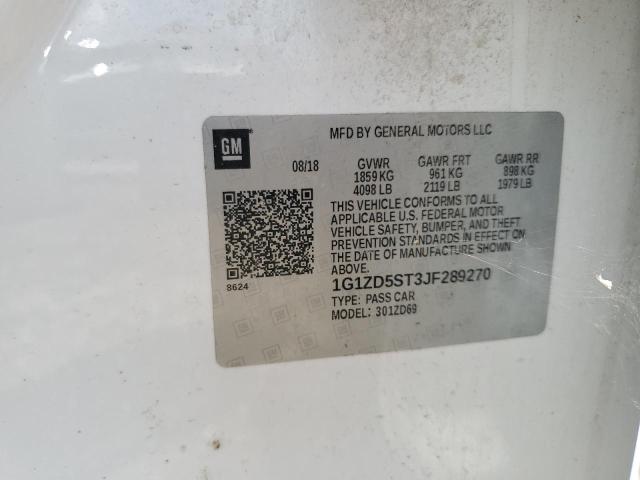 GM
MFD BY GENERAL MOTORS LLC
08/18 GVWR GAWR FRT GAWR RR
1859 KG 961 KG 898 KG
4098 LB 2119 LB 1979 LB
THIS VEHICLE CONFORMS TO ALL
APPLICABLE U.S. FEDERAL MOTOR
VEHICLE SAFETY, BUMPER, AND THEFT
PREVENTION STANDARDS IN EFFECT ON
THE DATE OF MANUFACTURE SHOWN
ABOVE.
8624
1G1ZD5ST3JF289270
TYPE: PASS CAR
MODEL: 301ZD69